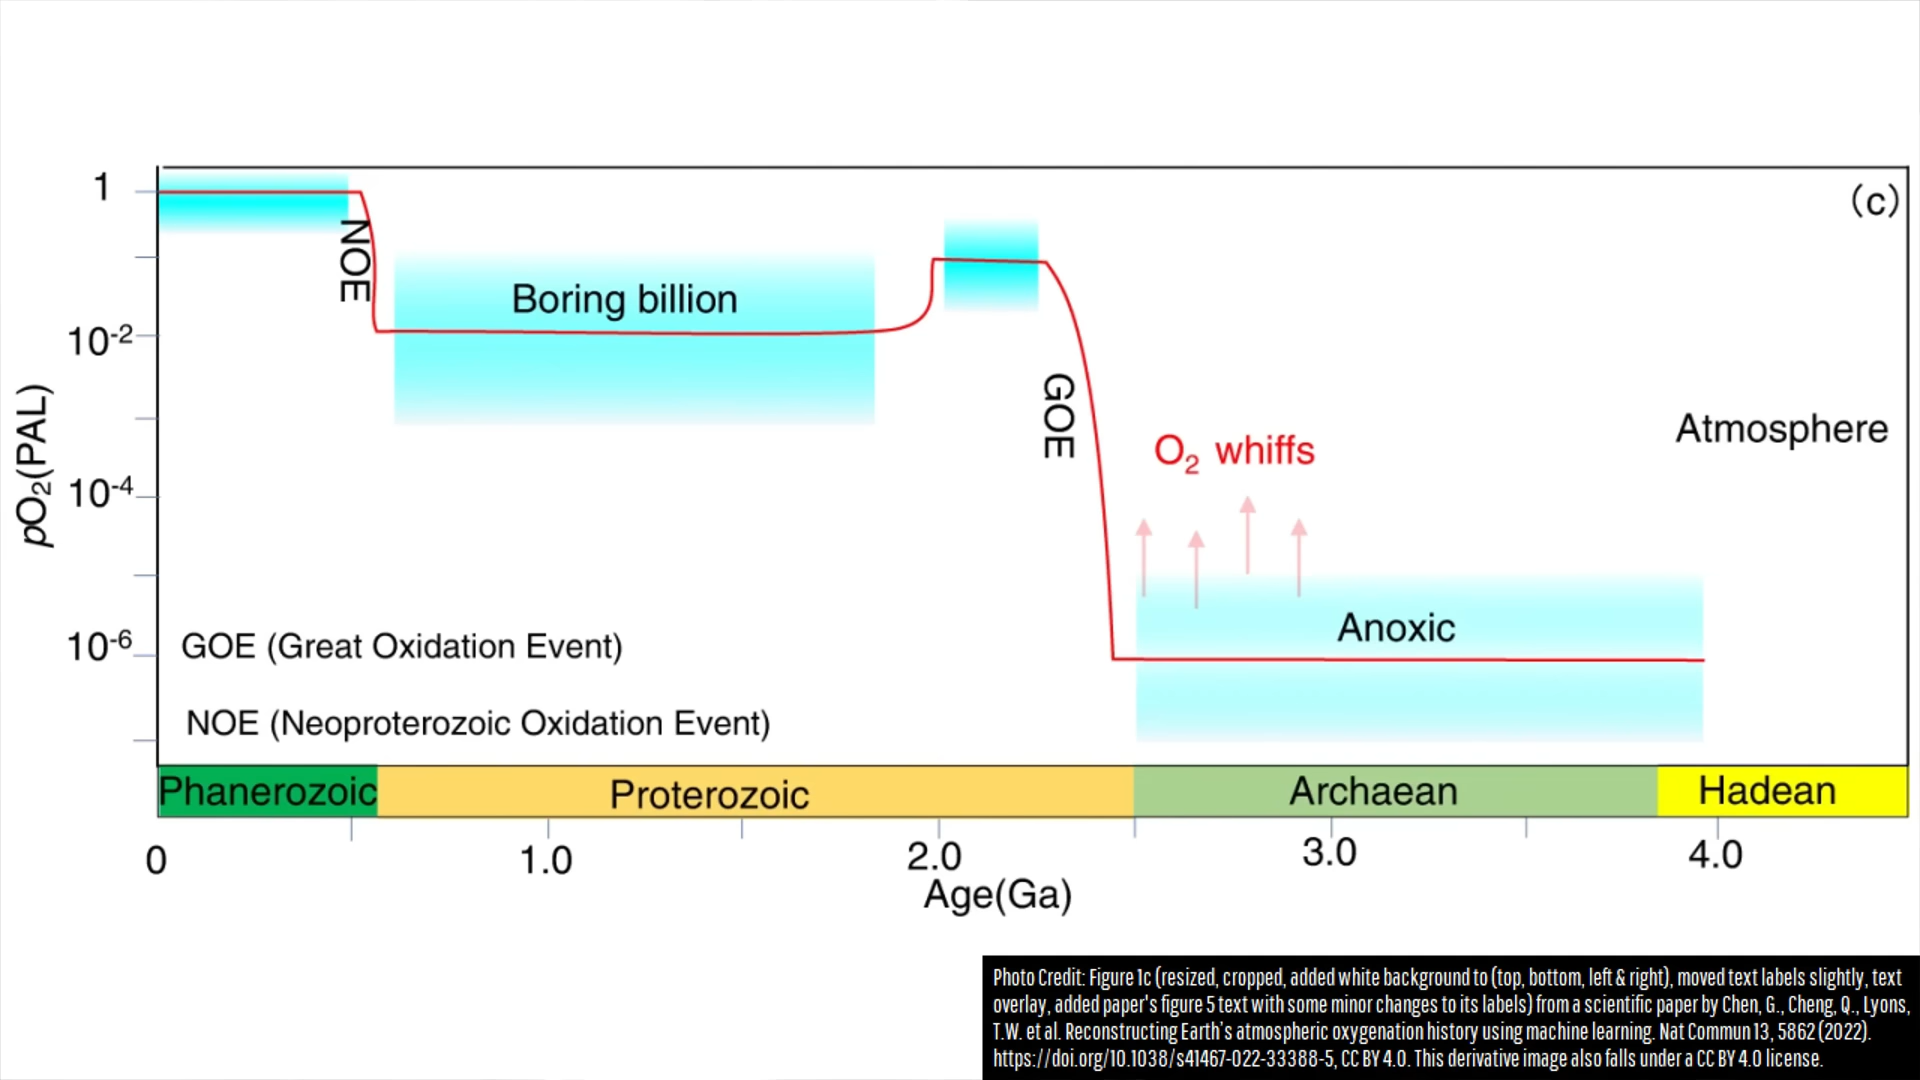 (c)
1
10-2
10-4
10-6
pO2(PAL)
NOE
Boring billion
GOE
O2 whiffs
Atmosphere
Anoxic
GOE (Great Oxidation Event)
NOE (Neoproterozoic Oxidation Event)
Phanerozoic Proterozoic Archaean Hadean
0 1.0 2.0 3.0 4.0
Age(Ga)
Photo Credit: Figure 1c (resized, cropped, added white background to (top, bottom, left & right), moved text labels slightly, text
overlay, added paper's figure 5 text with some minor changes to its labels) from a scientific paper by Chen, G., Cheng, Q., Lyons,
T.W. et al. Reconstructing Earth's atmospheric oxygenation history using machine learning. Nat Commun 13, 5862 (2022).
https://doi.org/10.1038/s41467-022-33388-5, CC BY 4.0. This derivative image also falls under a CC BY 4.0 license.